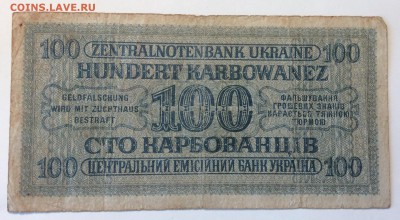 COINS.LAVE.RU
100 ZENTRALNOTENBANK UKRAINE 100
HUNDERT KARBOWANEZ
GELDFÄLSCHUNG
WIRD MIT ZUCHTHAUS
BESTRAFT
100
ФАЛЬШУВАННЯ
ГРОШЕВИХ ЗНАКІВ
КАРАЄТЬСЯ ТЯЖКОЮ
ТЮРМОЮ
СТО КАРБОВАНЦІВ
100 ЦЕНТРАЛЬНИЙ ЕМІСІЙНИЙ БАНК УКРАЇНА 100